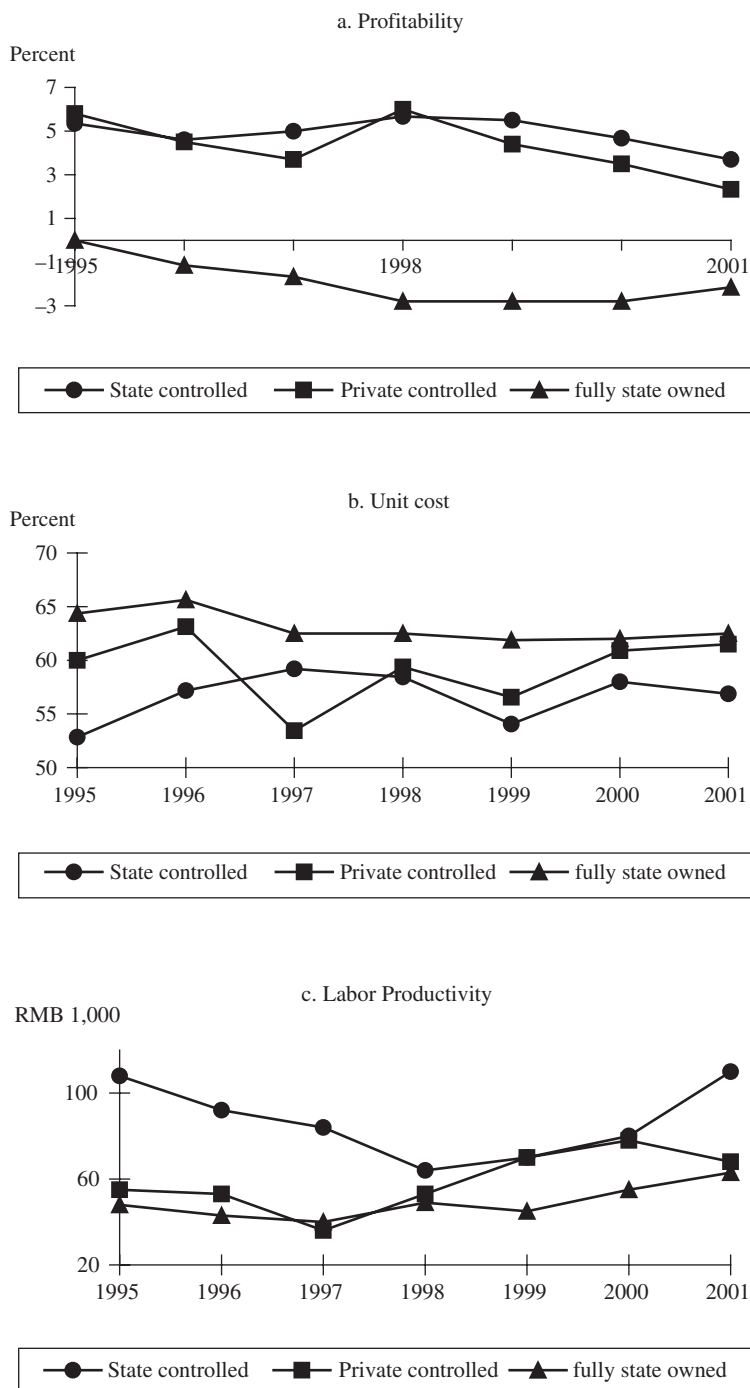 a. Profitability
Percent
7
5
3
1
–1
–3
1995 1998 2001
State controlled Private controlled fully state owned
b. Unit cost
Percent
70
65
60
55
50
1995 1996 1997 1998 1999 2000 2001
State controlled Private controlled fully state owned
c. Labor Productivity
RMB 1,000
100
60
20
1995 1996 1997 1998 1999 2000 2001
State controlled Private controlled fully state owned